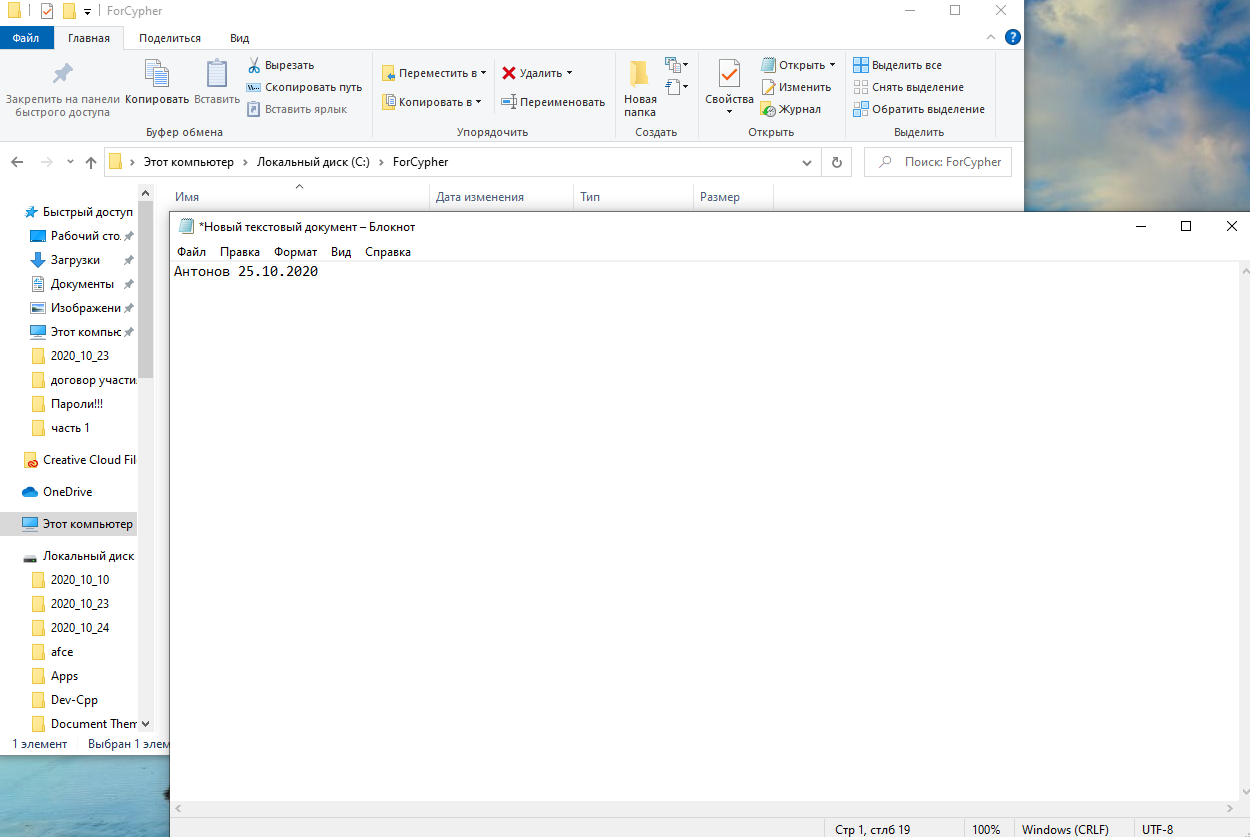 ForCypher
Файл Главная Поделиться Вид
Закрепить на панели быстрого доступа
Копировать
Вставить
Вырезать
Скопировать путь
Вставить ярлык
Буфер обмена
Переместить в
Копировать в
Удалить
Переименовать
Упорядочить
Новая папка
Создать
Свойства
Открыть
Изменить
Журнал
Открыть
Выделить все
Снять выделение
Обратить выделение
Выделить
Этот компьютер › Локальный диск (C:) › ForCypher
Поиск: ForCypher
Имя Дата изменения Тип Размер
Быстрый доступ
Рабочий сто.
Загрузки
Документы
Изображени
Этот компьк
2020_10_23
договор участи
Пароли!!!
часть 1
Creative Cloud Fil
OneDrive
Этот компьютер
Локальный диск
2020_10_10
2020_10_23
2020_10_24
afce
Apps
Dev-Cpp
Document Them
1 элемент Выбран 1 элем
*Новый текстовый документ – Блокнот
Файл Правка Формат Вид Справка
Антонов 25.10.2020
Стр 1, стлб 19 100% Windows (CRLF) UTF-8